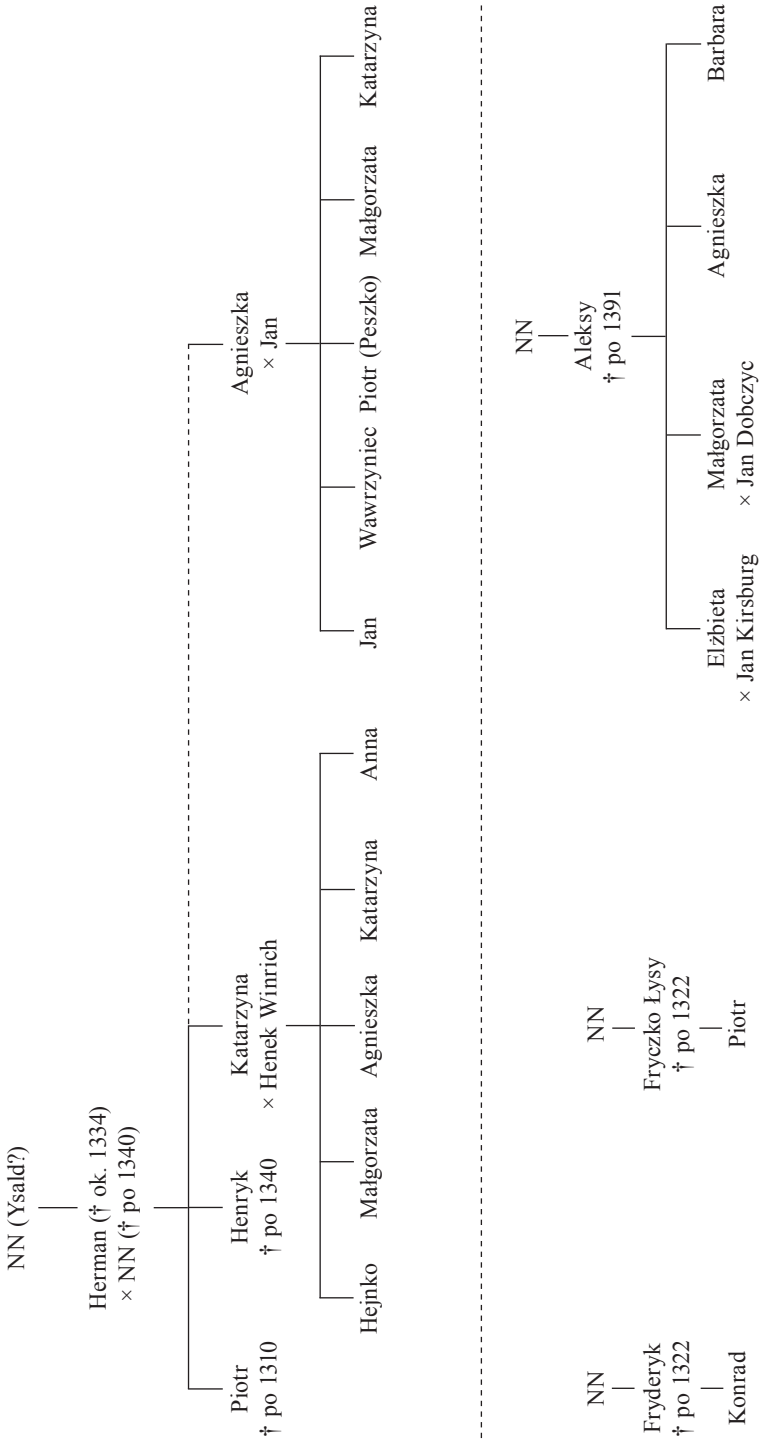 NN (Ysald?)
Herman († ok. 1334)
× NN († po 1340)
Piotr
† po 1310
Henryk
† po 1340
Katarzyna
× Henek Winrich
Agnieszka
× Jan
Hejnko
Małgorzata
Agnieszka
Katarzyna
Anna
Jan
Wawrzyniec
Piotr (Peszko)
Małgorzata
Katarzyna
NN
Fryderyk
† po 1322
Konrad
NN
Fryczko Łysy
† po 1322
Piotr
NN
Aleksy
† po 1391
Elżbieta
× Jan Kirsburg
Małgorzata
× Jan Dobczyc
Agnieszka
Barbara